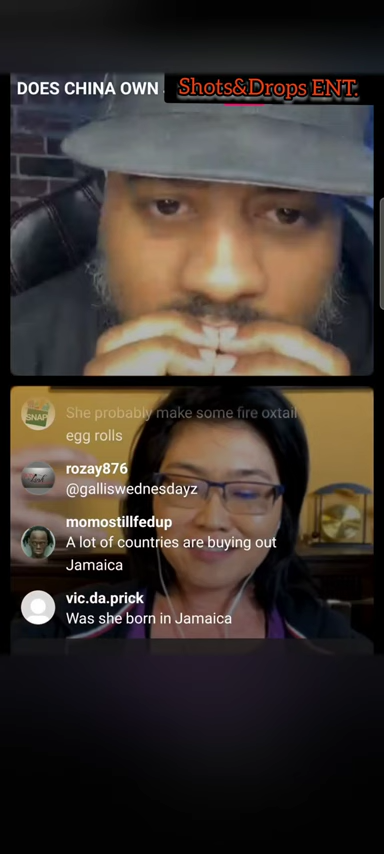 DOES CHINA OWN
Shots&Drops ENT.
SNAP
She probably make some fire oxtail
egg rolls
rozay876
@galliswednesdayz
momostillfedup
A lot of countries are buying out
Jamaica
vic.da.prick
Was she born in Jamaica